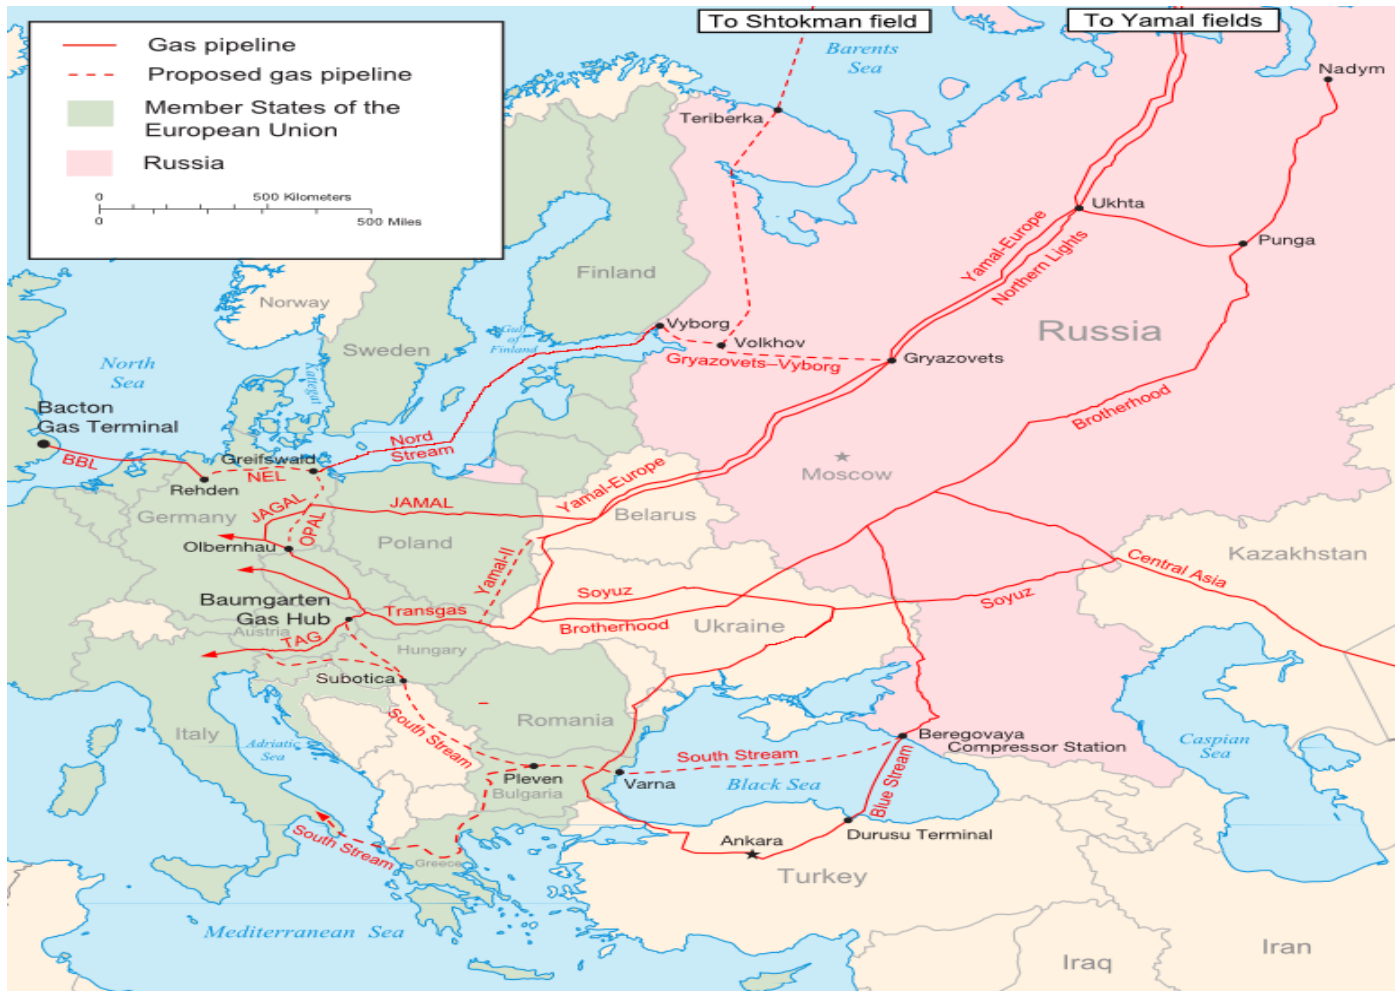 To Shtokman field
To Yamal fields
Gas pipeline
Proposed gas pipeline
Member States of the
European Union
Russia
0
500 Kilometers
0
500 Miles
Barents
Sea
Nadym
Teriberka
Ukhta
Punga
Yamal-Europe
Northern Lights
Finland
Norway
Sweden
Gulf
of
Finland
Vyborg
Volkhov
Gryazovets–Vyborg
Gryazovets
Russia
North
Sea
Kattegat
Bacton
Gas Terminal
BBL
Greifswald
NEL
Rehden
Nord
Stream
Brotherhood
Moscow
Germany
JAGAL
OPAL
JAMAL
Yamal-Europe
Belarus
Olbernhau
Poland
Yamal-II
Kazakhstan
Central Asia
Soyuz
Soyuz
Baumgarten
Gas Hub
Transgas
Brotherhood
Ukraine
Austria
TAG
Hungary
Subotica
Romania
Italy
Adriatic
Sea
South Stream
South Stream
Beregovaya
Compressor Station
Caspian
Sea
Pleven
Bulgaria
Varna
Black Sea
Blue Stream
South Stream
Greece
Ankara
Durusu Terminal
Turkey
Mediterranean Sea
Iraq
Iran